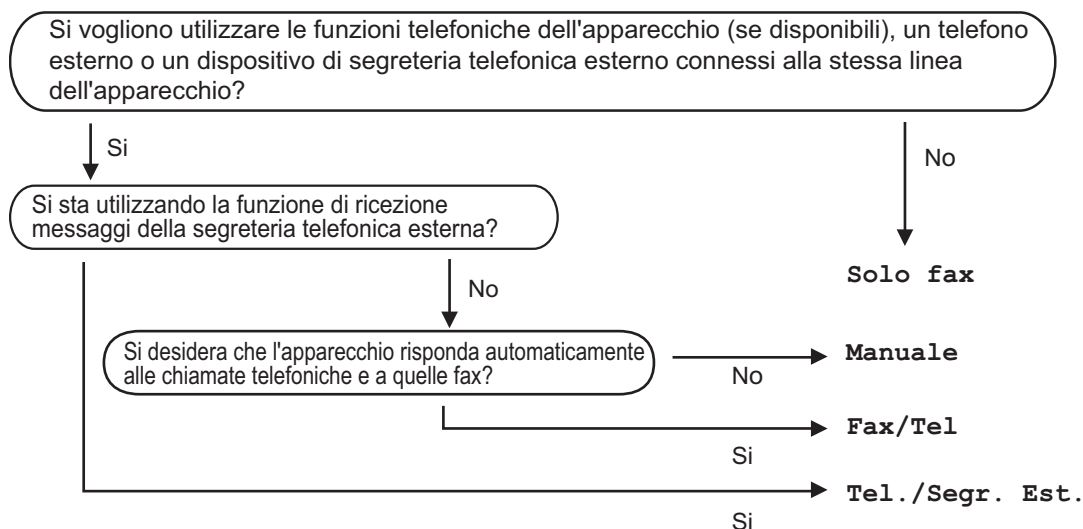 Si vogliono utilizzare le funzioni telefoniche dell'apparecchio (se disponibili), un telefono
esterno o un dispositivo di segreteria telefonica esterno connessi alla stessa linea
dell'apparecchio?
Si
No
Si sta utilizzando la funzione di ricezione
messaggi della segreteria telefonica esterna?
Solo fax
No
Si desidera che l'apparecchio risponda automaticamente
alle chiamate telefoniche e a quelle fax?
Manuale
No
Fax/Tel
Si
Tel./Segr. Est.
Si